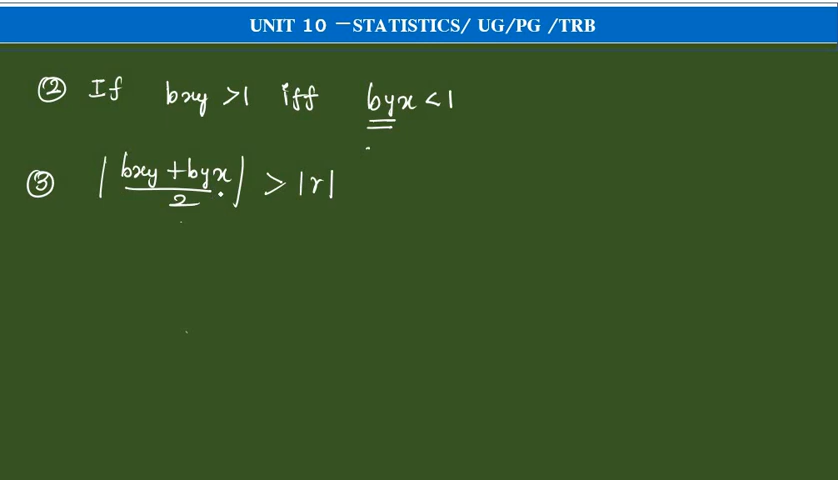 UNIT 10 – STATISTICS/ UG/PG /TRB
② If bxy >1 iff byx <1
③ |bxy + byx / 2| > |r|